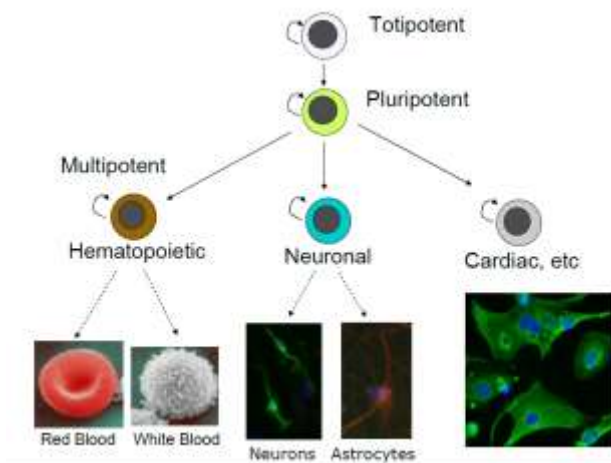 Totipotent
Pluripotent
Multipotent
Hematopoietic
Neuronal
Cardiac, etc
Red Blood
White Blood
Neurons
Astrocytes